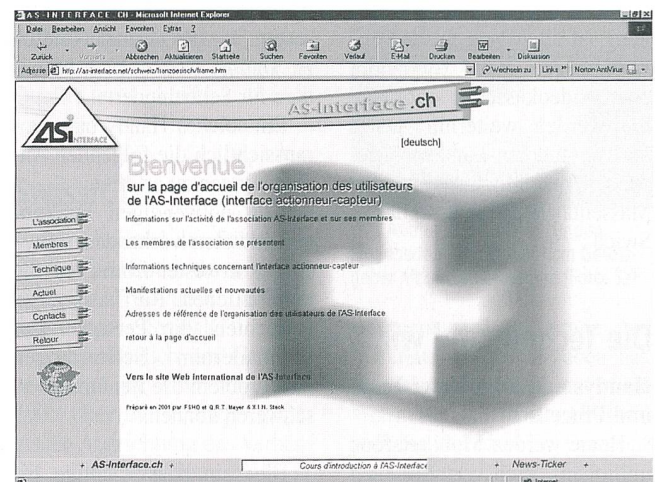 AS-INTERFACE.CH - Microsoft Internet Explorer
Datei Bearbeiten Ansicht Favoriten Extras ?
Zurück Vorwärts Abbrechen Aktualisieren Startseite Suchen Favoriten Verlauf E-Mail Drucken Bearbeiten Diskussion
Adresse http://as-interface.net/schweiz/franzoesisch/frame.htm Wechseln zu Links » Norton AntiVirus
ASi INTERFACE
AS-Interface.ch
[deutsch]
Bienvenue
sur la page d'accueil de l'organisation des utilisateurs
de l'AS-Interface (interface actionneur-capteur)
L'association Informations sur l'activité de l'association AS-Interface et sur ses membres
Membres Les membres de l'association se présentent
Technique Informations techniques concernant l'interface actionneur-capteur
Actuel Manifestations actuelles et nouveautés
Contacts Adresses de référence de l'organisation des utilisateurs de l'AS-Interface
Retour retour à la page d'accueil
Vers le site Web International de l'AS-Interface
Préparé en 2001 par
+ AS-Interface.ch + Cours d'introduction à l'AS-Interface + News-Ticker +
Internet